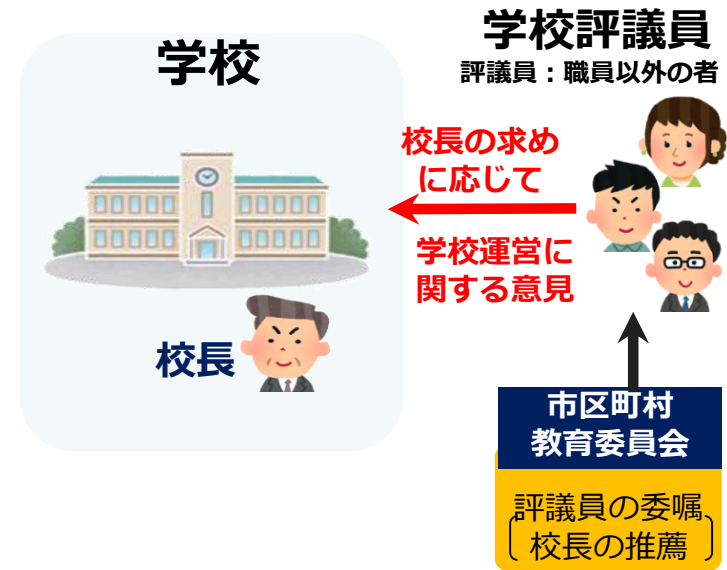 学校
学校評議員
評議員：職員以外の者
校長の求め
に応じて
学校運営に
関する意見
校長
市区町村
教育委員会
評議員の委嘱
校長の推薦